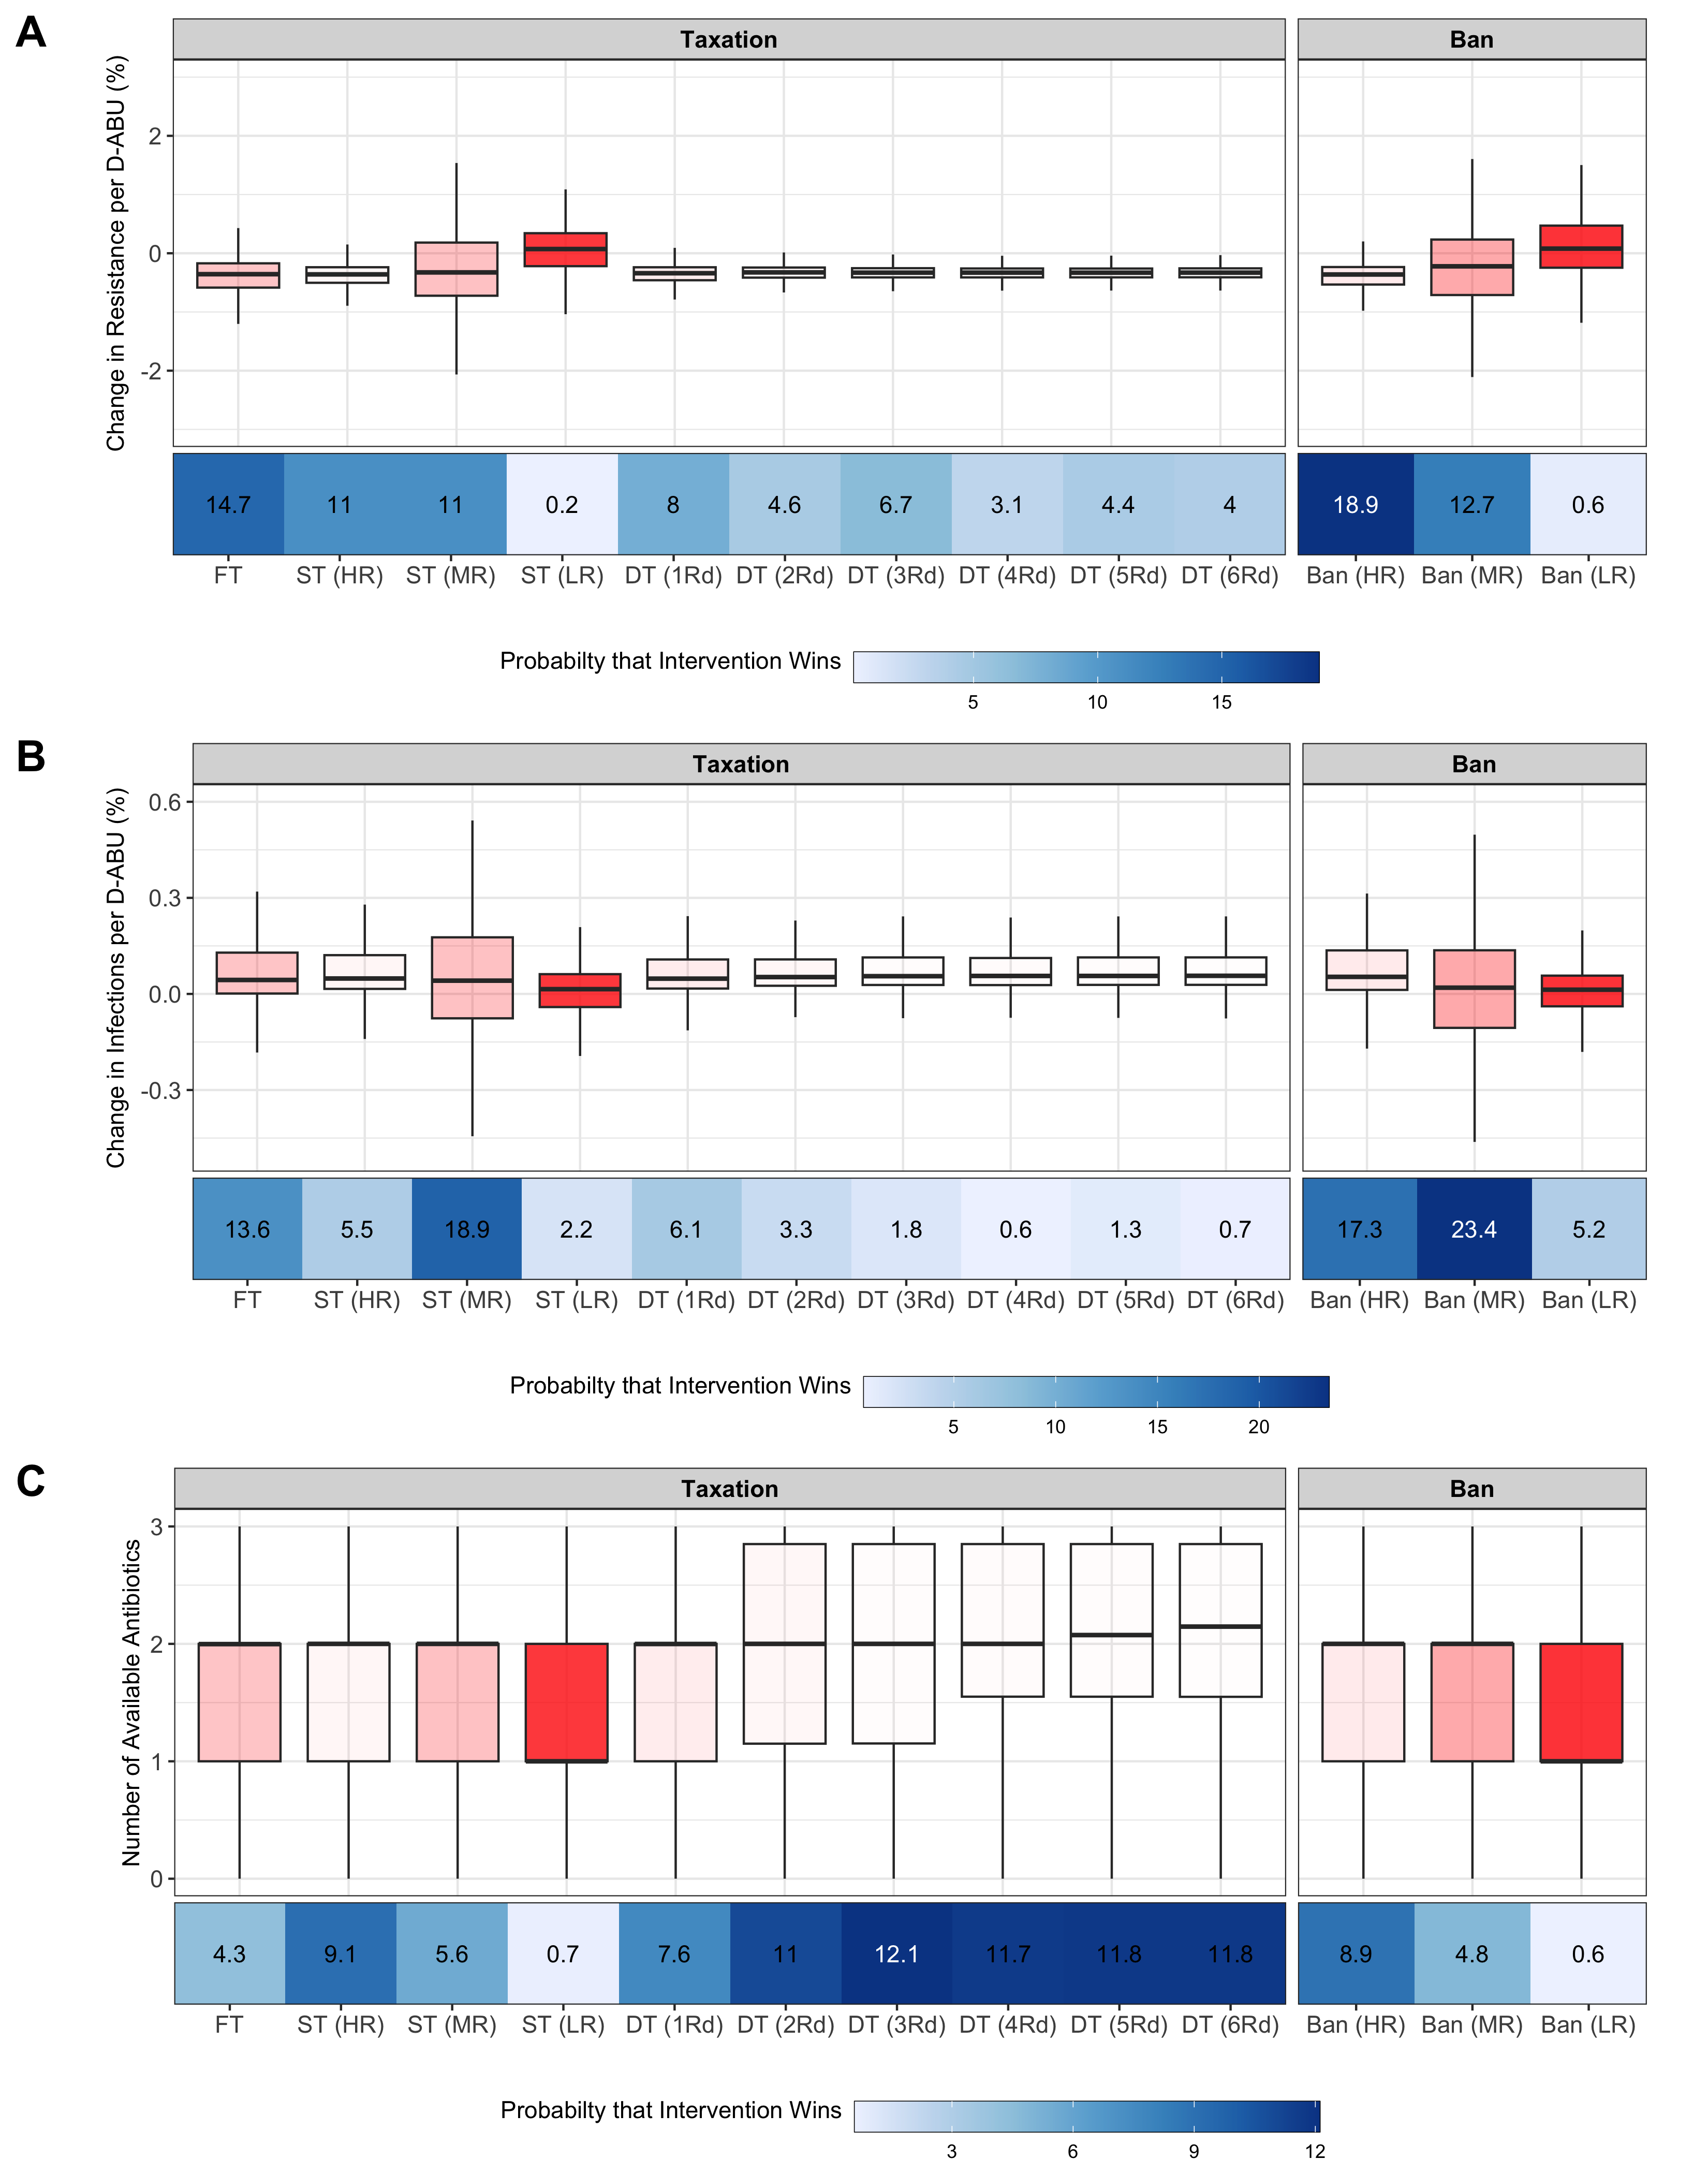 A
Taxation
Ban
Change in Resistance per D-ABU (%)
2
0
-2
14.7 11 11 0.2 8 4.6 6.7 3.1 4.4 4 18.9 12.7 0.6
FT ST (HR) ST (MR) ST (LR) DT (1Rd) DT (2Rd) DT (3Rd) DT (4Rd) DT (5Rd) DT (6Rd) Ban (HR) Ban (MR) Ban (LR)
Probabilty that Intervention Wins
5 10 15
B
Taxation
Ban
Change in Infections per D-ABU (%)
0.6
0.3
0.0
-0.3
13.6 5.5 18.9 2.2 6.1 3.3 1.8 0.6 1.3 0.7 17.3 23.4 5.2
FT ST (HR) ST (MR) ST (LR) DT (1Rd) DT (2Rd) DT (3Rd) DT (4Rd) DT (5Rd) DT (6Rd) Ban (HR) Ban (MR) Ban (LR)
Probabilty that Intervention Wins
5 10 15 20
C
Taxation
Ban
Number of Available Antibiotics
3
2
1
0
4.3 9.1 5.6 0.7 7.6 11 12.1 11.7 11.8 11.8 8.9 4.8 0.6
FT ST (HR) ST (MR) ST (LR) DT (1Rd) DT (2Rd) DT (3Rd) DT (4Rd) DT (5Rd) DT (6Rd) Ban (HR) Ban (MR) Ban (LR)
Probabilty that Intervention Wins
3 6 9 12